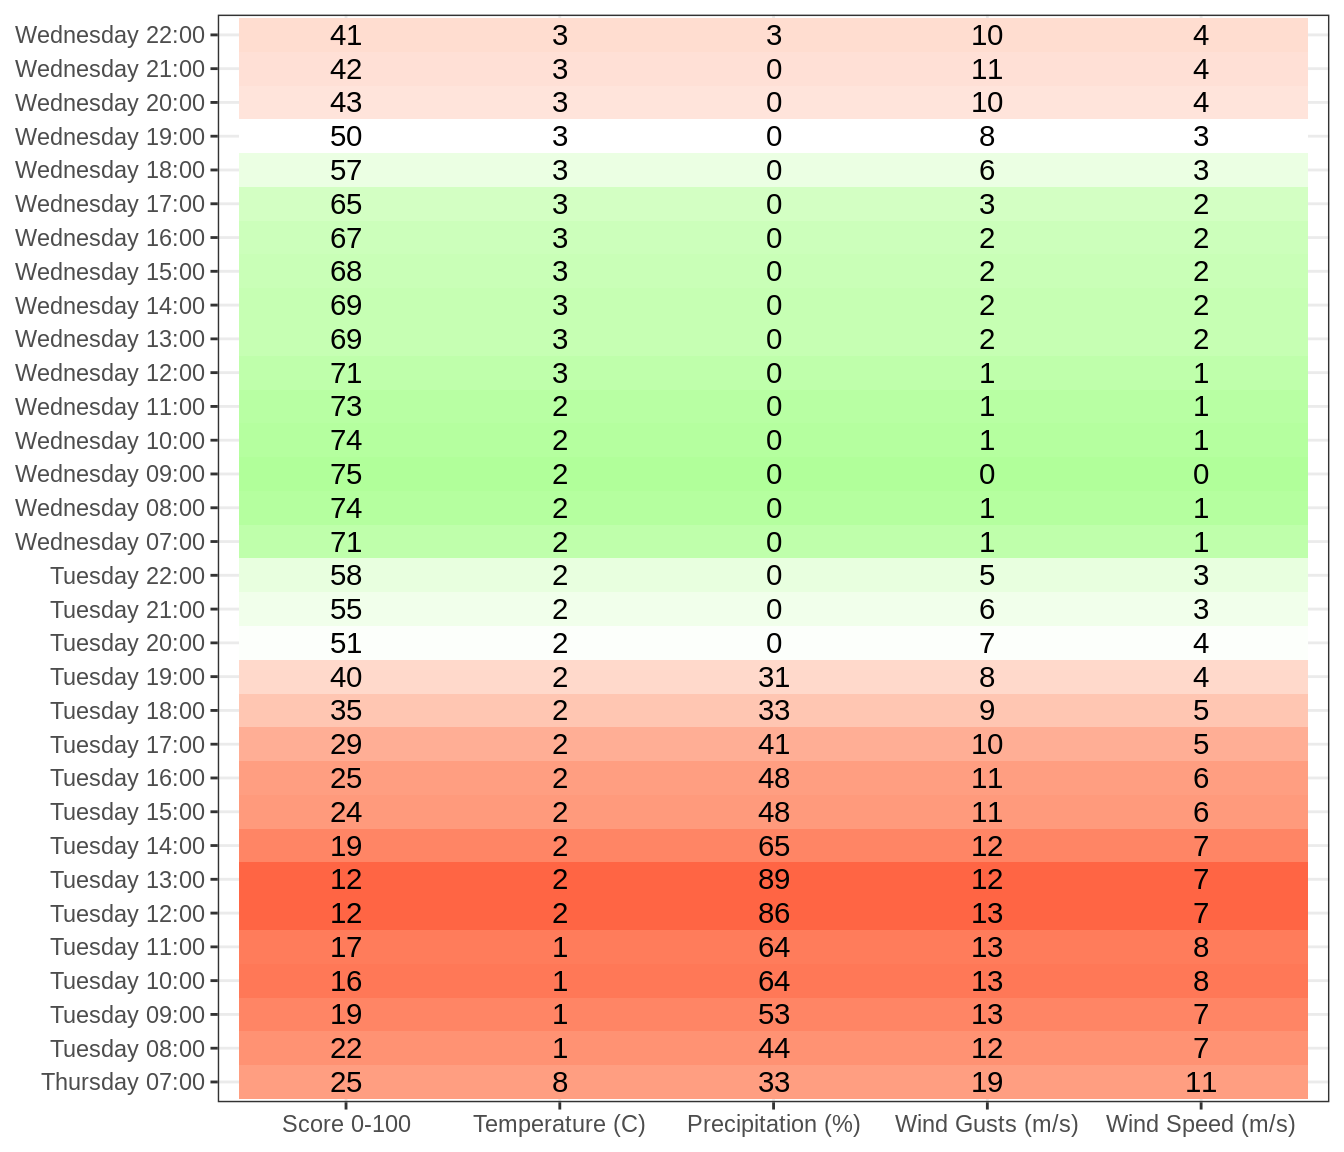 Wednesday 22:00 41 3 3 10 4
Wednesday 21:00 42 3 0 11 4
Wednesday 20:00 43 3 0 10 4
Wednesday 19:00 50 3 0 8 3
Wednesday 18:00 57 3 0 6 3
Wednesday 17:00 65 3 0 3 2
Wednesday 16:00 67 3 0 2 2
Wednesday 15:00 68 3 0 2 2
Wednesday 14:00 69 3 0 2 2
Wednesday 13:00 69 3 0 2 2
Wednesday 12:00 71 3 0 1 1
Wednesday 11:00 73 2 0 1 1
Wednesday 10:00 74 2 0 1 1
Wednesday 09:00 75 2 0 0 0
Wednesday 08:00 74 2 0 1 1
Wednesday 07:00 71 2 0 1 1
Tuesday 22:00 58 2 0 5 3
Tuesday 21:00 55 2 0 6 3
Tuesday 20:00 51 2 0 7 4
Tuesday 19:00 40 2 31 8 4
Tuesday 18:00 35 2 33 9 5
Tuesday 17:00 29 2 41 10 5
Tuesday 16:00 25 2 48 11 6
Tuesday 15:00 24 2 48 11 6
Tuesday 14:00 19 2 65 12 7
Tuesday 13:00 12 2 89 12 7
Tuesday 12:00 12 2 86 13 7
Tuesday 11:00 17 1 64 13 8
Tuesday 10:00 16 1 64 13 8
Tuesday 09:00 19 1 53 13 7
Tuesday 08:00 22 1 44 12 7
Thursday 07:00 25 8 33 19 11
Score 0-100 Temperature (C) Precipitation (%) Wind Gusts (m/s) Wind Speed (m/s)